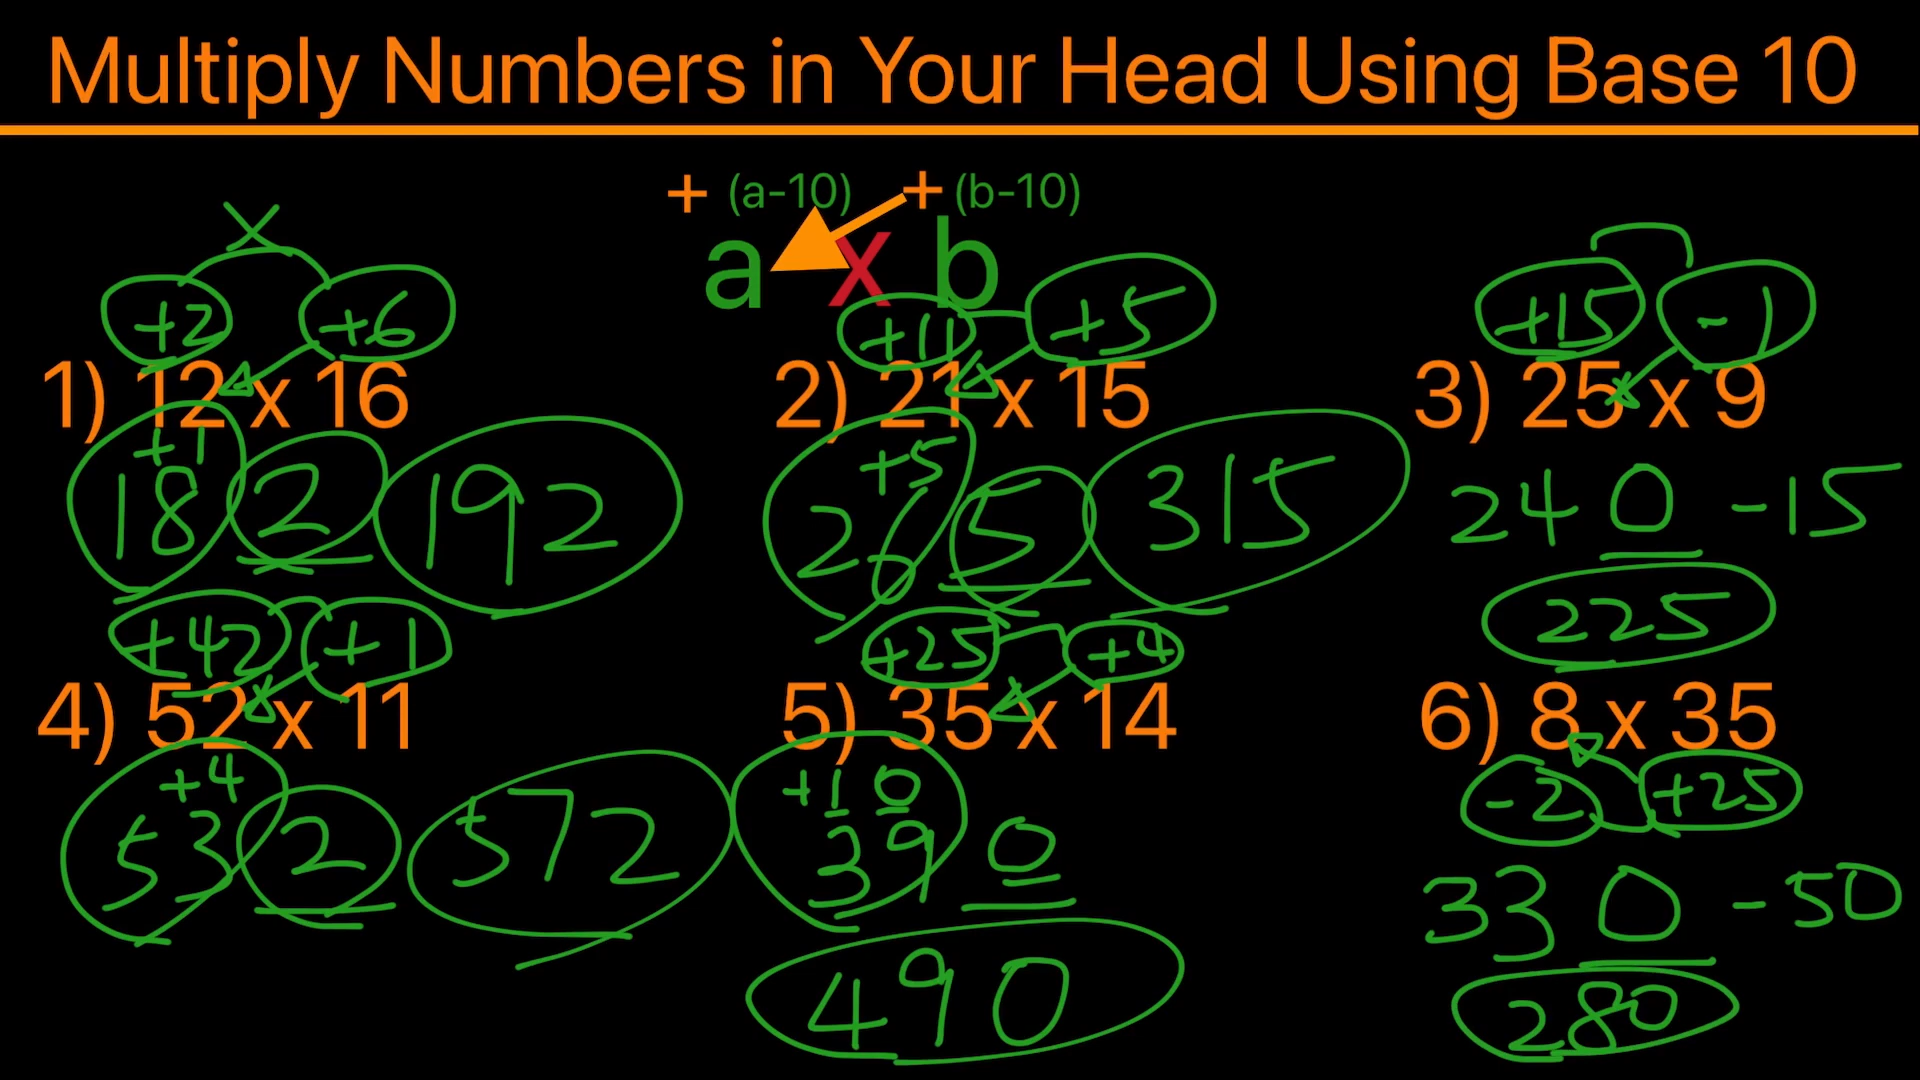 Multiply Numbers in Your Head Using Base 10
+ (a-10) + (b-10)
a x b
x
+2 +6
1) 12 x 16
+1
18 2 192
+11 +5
2) 21 x 15
+5
26 5 315
+15 -1
3) 25 x 9
240 -15
225
+42 +1
4) 52 x 11
+4
53 2 572
+25 +4
5) 35 x 14
+10
39 0
490
6) 8 x 35
-2 +25
330 -50
280